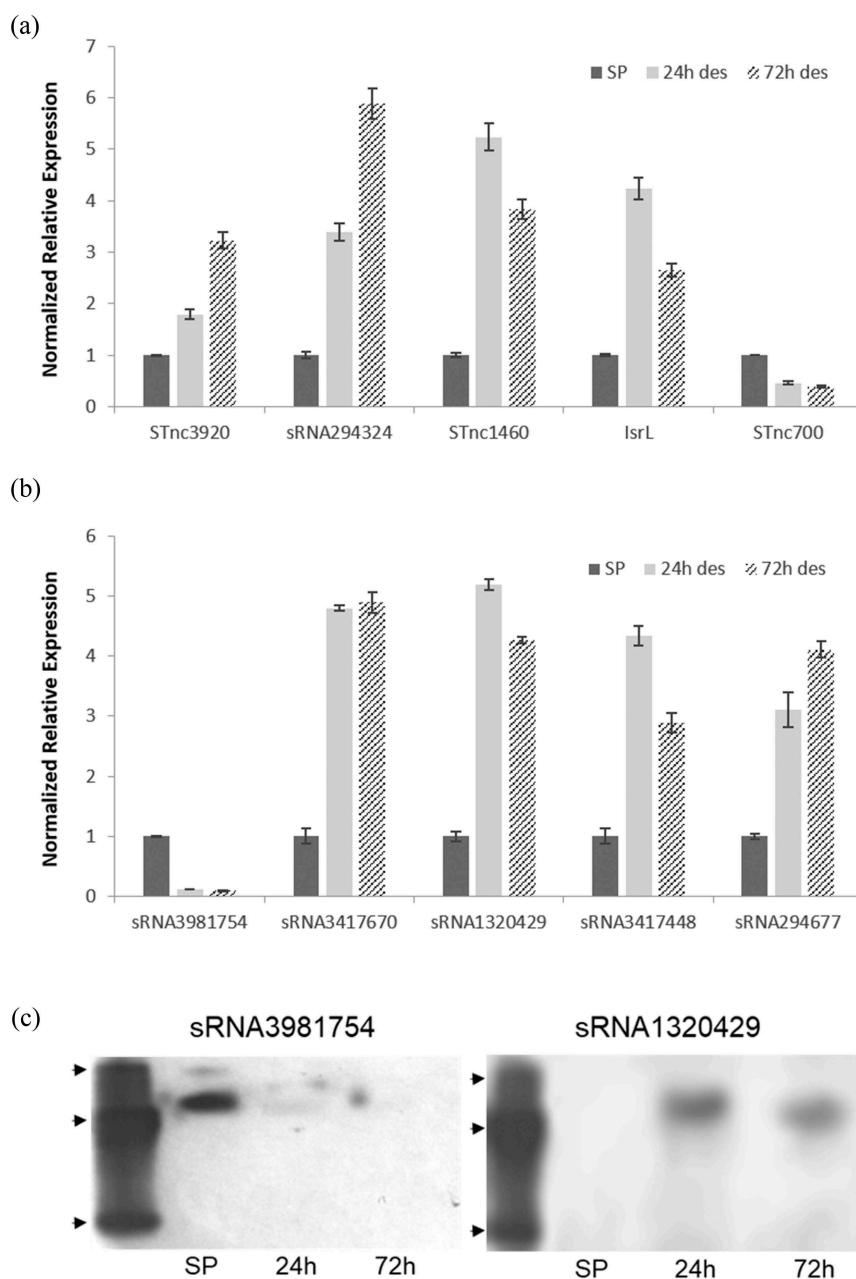 (a)
7
6
5
4
3
2
1
0
Normalized Relative Expression
SP 24h des 72h des
STnc3920 sRNA294324 STnc1460 IsrL STnc700
(b)
6
5
4
3
2
1
0
Normalized Relative Expression
SP 24h des 72h des
sRNA3981754 sRNA3417670 sRNA1320429 sRNA3417448 sRNA294677
(c)
sRNA3981754 sRNA1320429
SP 24h 72h SP 24h 72h